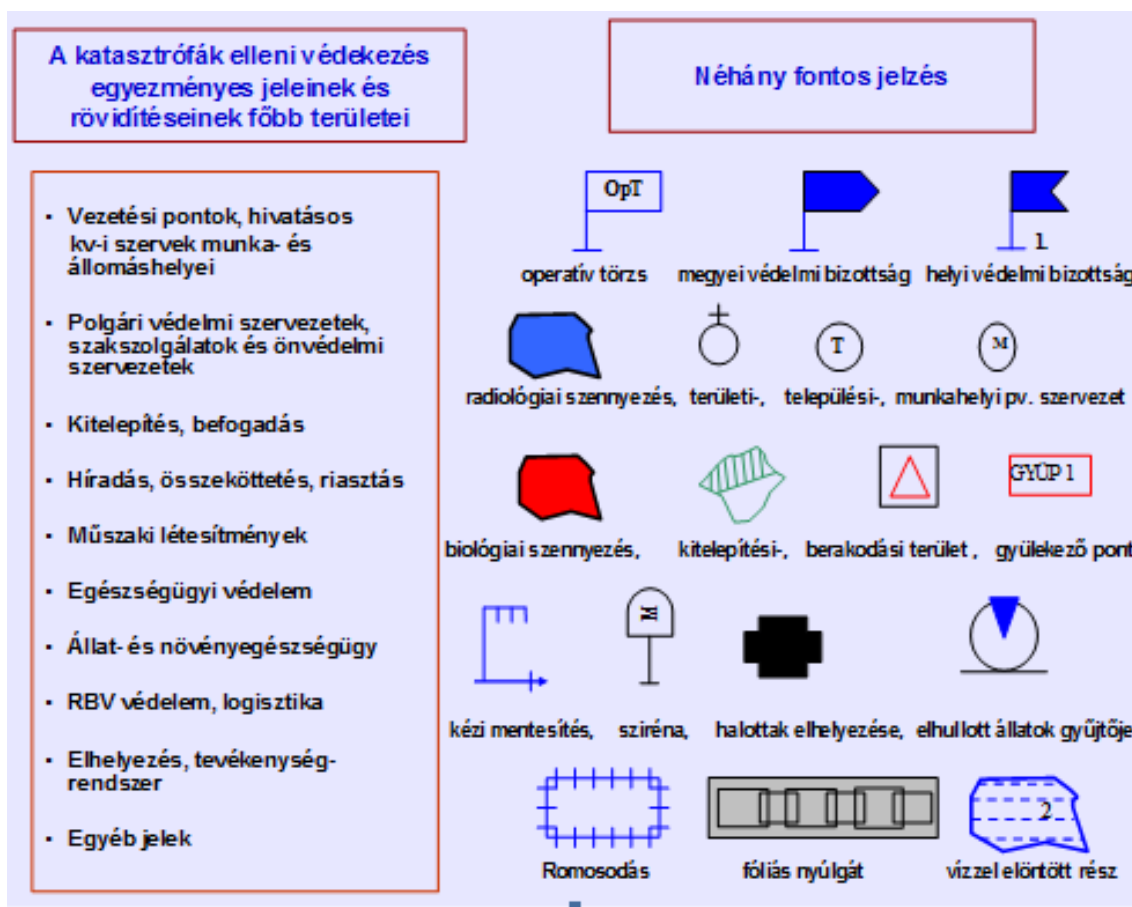 A katasztrófák elleni védekezés
egyezményes jeleinek és
rövidítéseinek főbb területei
Néhány fontos jelzés
• Vezetési pontok, hivatásos
kv-i szervek munka- és
állomáshelyei
• Polgári védelmi szervezetek,
szakszolgálatok és önvédelmi
szervezetek
• Kitelepítés, befogadás
• Híradás, összeköttetés, riasztás
• Műszaki létesítmények
• Egészségügyi védelem
• Állat- és növényegészségügy
• RBV védelem, logisztika
• Elhelyezés, tevékenység-
rendszer
• Egyéb jelek
OpT
1.
operatív törzs megyei védelmi bizottság helyi védelmi bizottság
T M
radiológiai szennyezés, területi-, települési-, munkahelyi pv. szervezet
GYÜP 1
biológiai szennyezés, kitelepítési-, berakodási terület , gyülekező pont
M
kézi mentesítés, sziréna, halottak elhelyezése, elhullott állatok gyűjtője
2
Romosodás fóliás nyúlgát vízzel elöntött rész